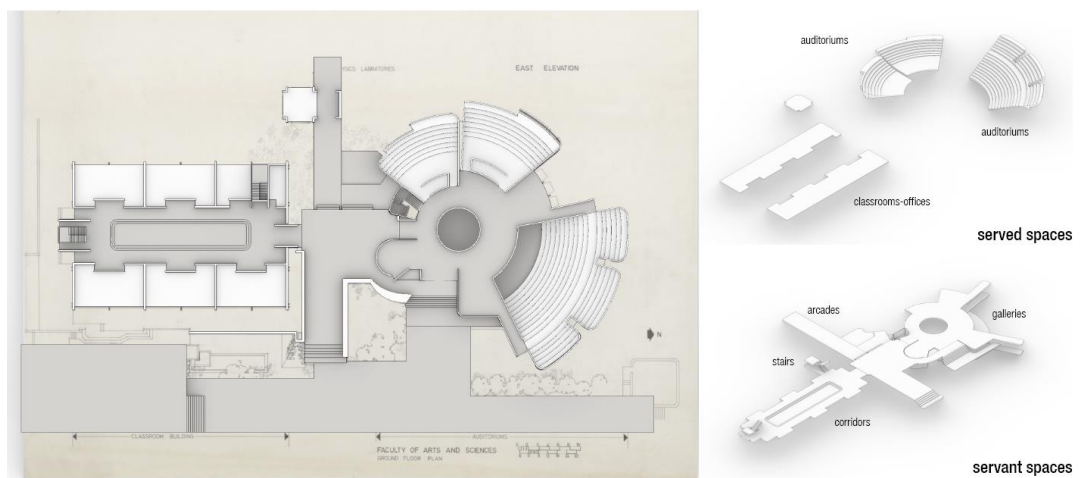 EAST ELEVATION
N
CLASSROOM BUILDING
AUDITORIUMS
FACULTY OF ARTS AND SCIENCES
GROUND FLOOR PLAN
auditoriums
auditoriums
classrooms-offices
served spaces
arcades
galleries
stairs
corridors
servant spaces